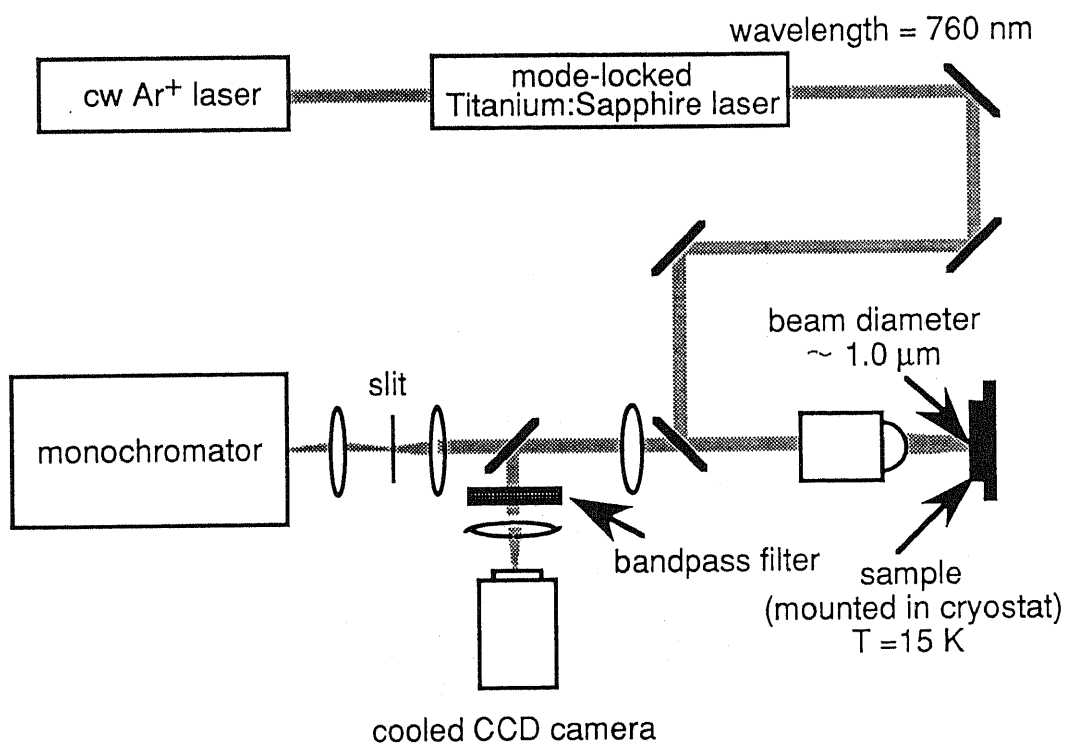 wavelength = 760 nm
cw Ar+ laser
mode-locked
Titanium:Sapphire laser
beam diameter
~ 1.0 µm
slit
monochromator
bandpass filter
sample
(mounted in cryostat)
T =15 K
cooled CCD camera